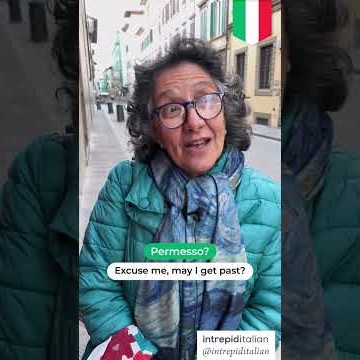 Permesso?
Excuse me, may I get past?
intrepiditalian
@intrepiditalian